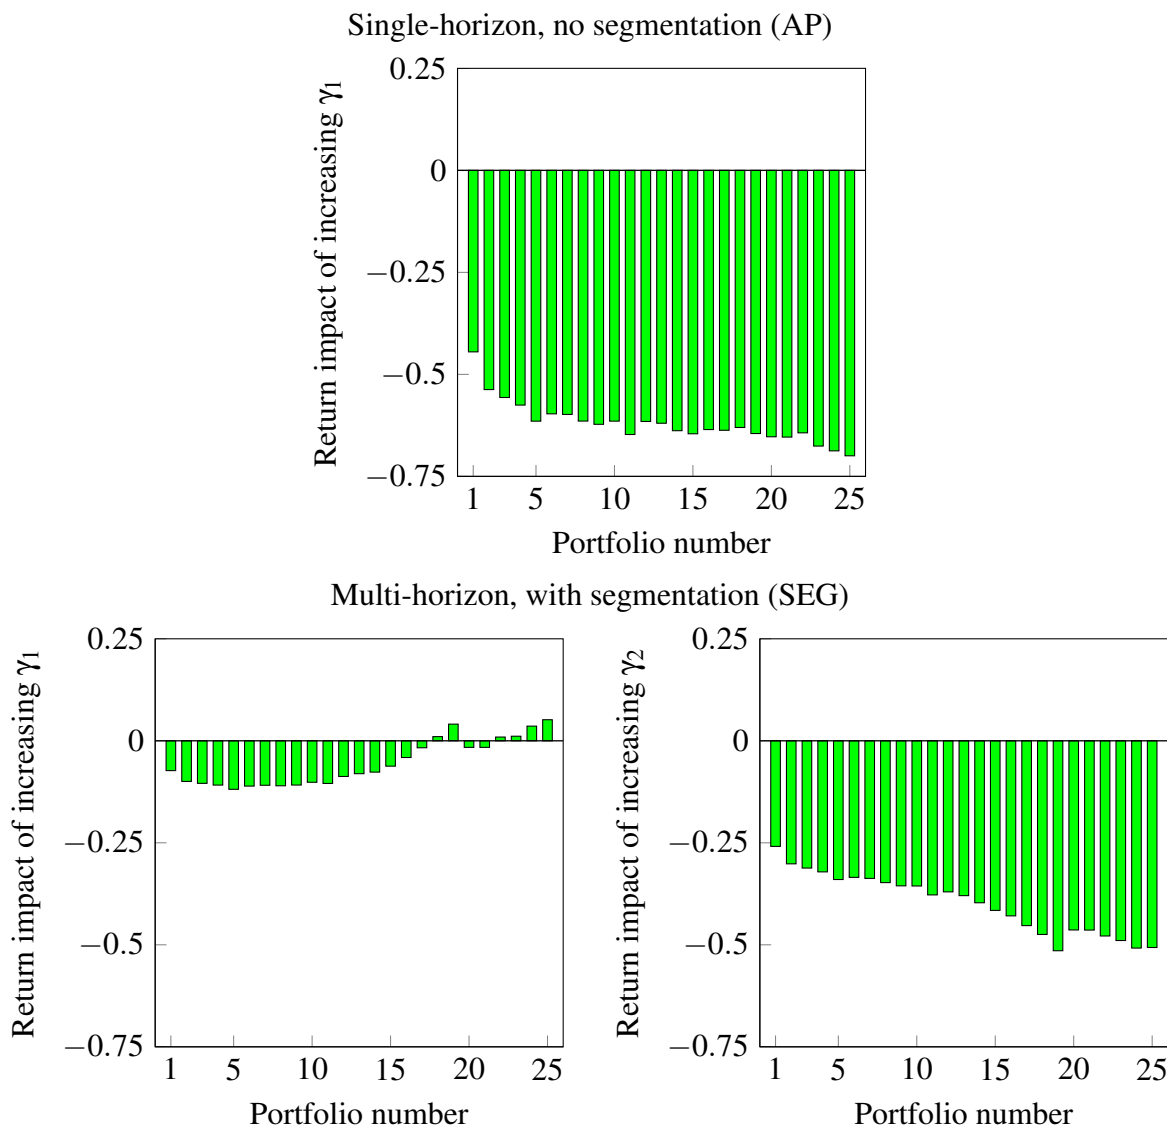 Single-horizon, no segmentation (AP)
Return impact of increasing γ1
0.25
0
−0.25
−0.5
−0.75
1 5 10 15 20 25
Portfolio number
Multi-horizon, with segmentation (SEG)
Return impact of increasing γ1
0.25
0
−0.25
−0.5
−0.75
1 5 10 15 20 25
Portfolio number
Return impact of increasing γ2
0.25
0
−0.25
−0.5
−0.75
1 5 10 15 20 25
Portfolio number